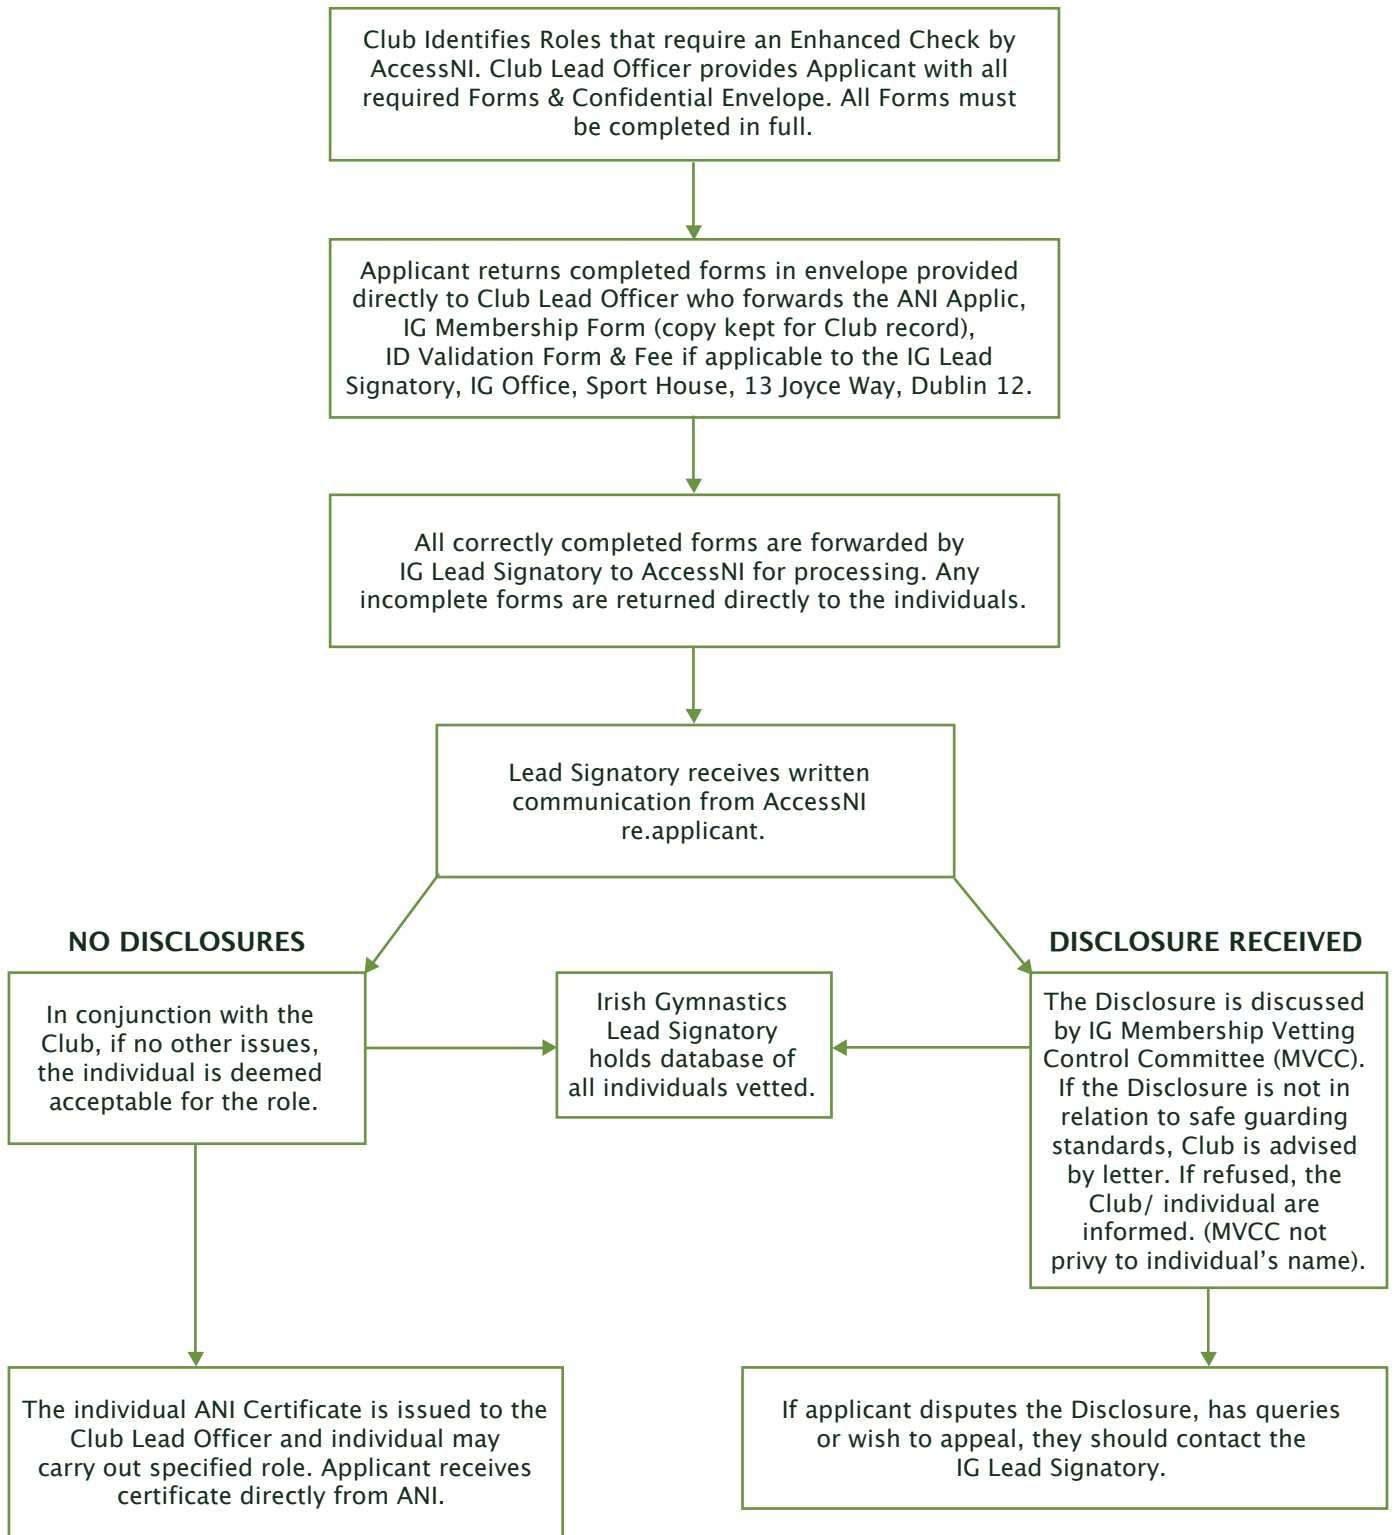 Club Identifies Roles that require an Enhanced Check by
AccessNI. Club Lead Officer provides Applicant with all
required Forms & Confidential Envelope. All Forms must
be completed in full.
Applicant returns completed forms in envelope provided
directly to Club Lead Officer who forwards the ANI Applic,
IG Membership Form (copy kept for Club record),
ID Validation Form & Fee if applicable to the IG Lead
Signatory, IG Office, Sport House, 13 Joyce Way, Dublin 12.
All correctly completed forms are forwarded by
IG Lead Signatory to AccessNI for processing. Any
incomplete forms are returned directly to the individuals.
Lead Signatory receives written
communication from AccessNI
re.applicant.
NO DISCLOSURES
In conjunction with the
Club, if no other issues,
the individual is deemed
acceptable for the role.
Irish Gymnastics
Lead Signatory
holds database of
all individuals vetted.
DISCLOSURE RECEIVED
The Disclosure is discussed
by IG Membership Vetting
Control Committee (MVCC).
If the Disclosure is not in
relation to safe guarding
standards, Club is advised
by letter. If refused, the
Club/ individual are
informed. (MVCC not
privy to individual’s name).
The individual ANI Certificate is issued to the
Club Lead Officer and individual may
carry out specified role. Applicant receives
certificate directly from ANI.
If applicant disputes the Disclosure, has queries
or wish to appeal, they should contact the
IG Lead Signatory.